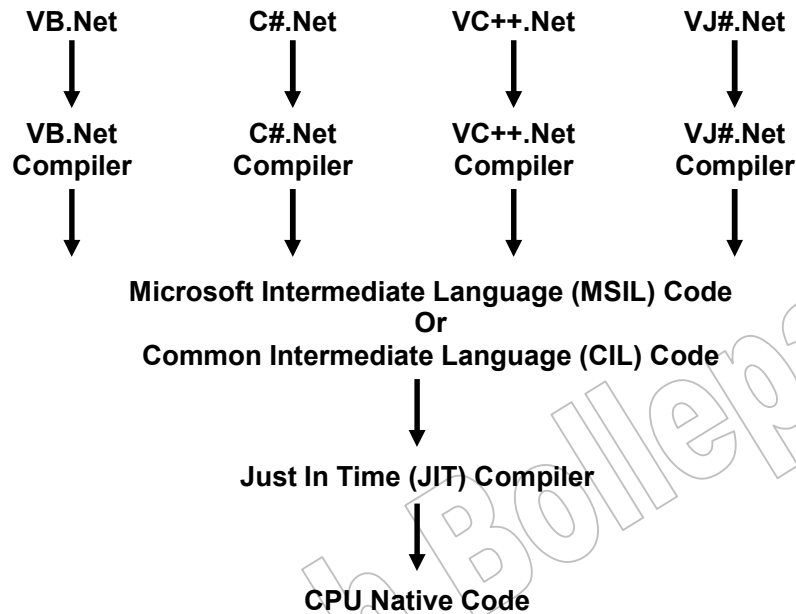 VB.Net C#.Net VC++.Net VJ#.Net
VB.Net C#.Net VC++.Net VJ#.Net
Compiler Compiler Compiler Compiler
Microsoft Intermediate Language (MSIL) Code
Or
Common Intermediate Language (CIL) Code
Just In Time (JIT) Compiler
CPU Native Code